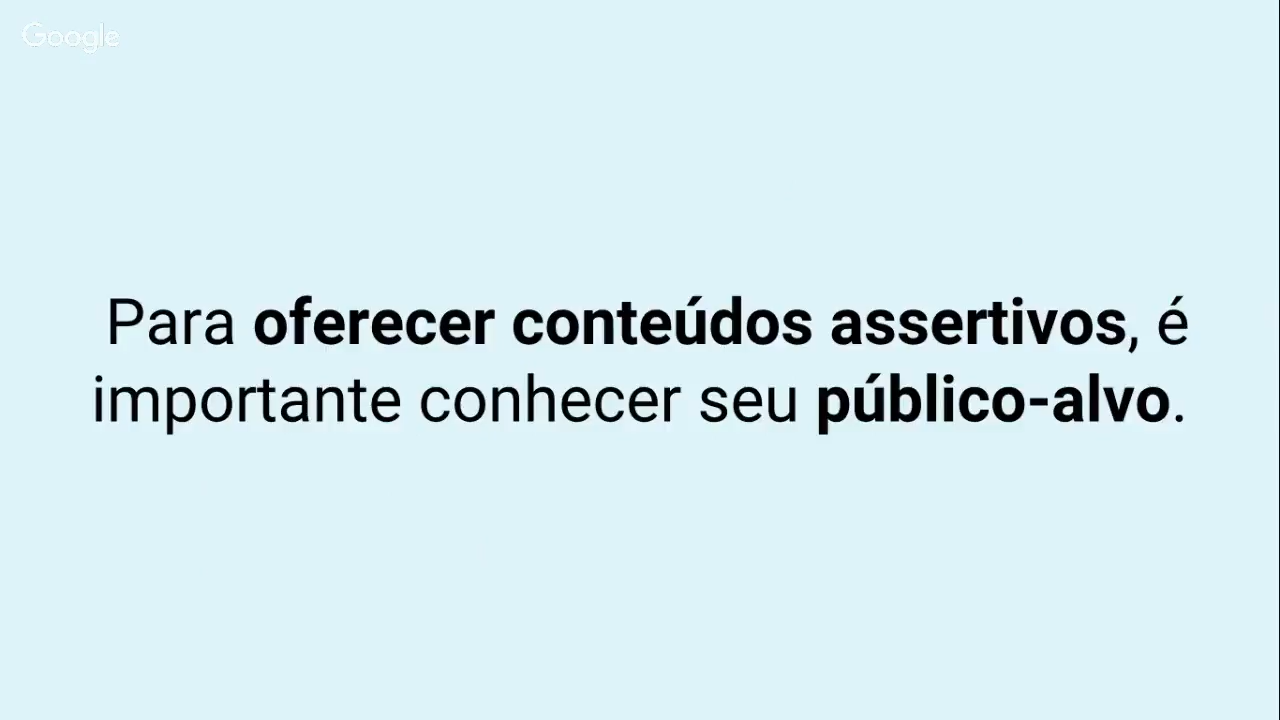 Google
Para oferecer conteúdos assertivos, é
importante conhecer seu público-alvo.